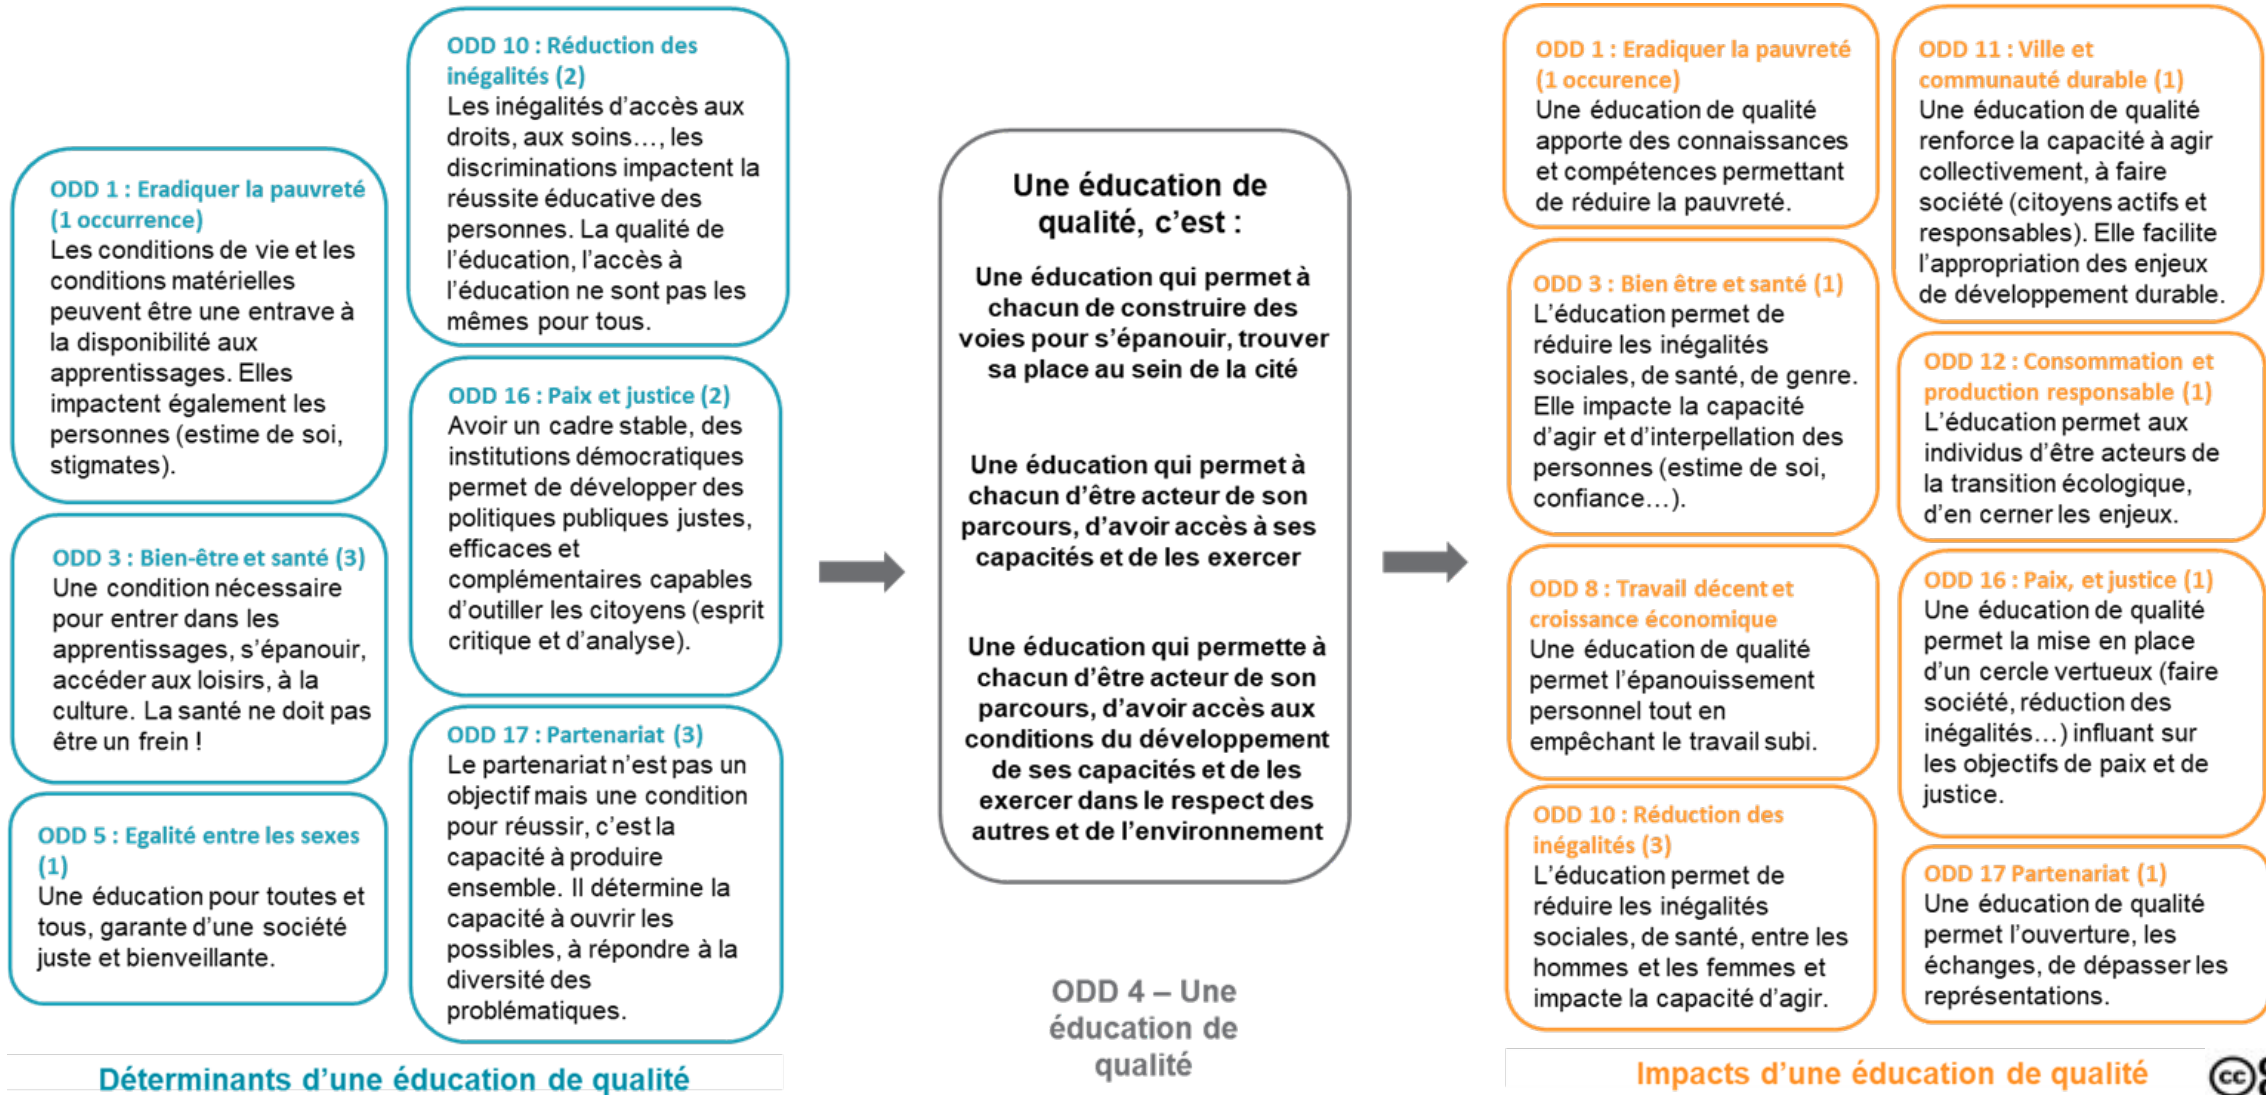 ODD 1 : Eradiquer la pauvreté
(1 occurrence)
Les conditions de vie et les
conditions matérielles
peuvent être une entrave à
la disponibilité aux
apprentissages. Elles
impactent également les
personnes (estime de soi,
stigmates).
ODD 3 : Bien-être et santé (3)
Une condition nécessaire
pour entrer dans les
apprentissages, s’épanouir,
accéder aux loisirs, à la
culture. La santé ne doit pas
être un frein !
ODD 5 : Egalité entre les sexes
(1)
Une éducation pour toutes et
tous, garante d’une société
juste et bienveillante.
ODD 10 : Réduction des
inégalités (2)
Les inégalités d’accès aux
droits, aux soins…, les
discriminations impactent la
réussite éducative des
personnes. La qualité de
l’éducation, l’accès à
l’éducation ne sont pas les
mêmes pour tous.
ODD 16 : Paix et justice (2)
Avoir un cadre stable, des
institutions démocratiques
permet de développer des
politiques publiques justes,
efficaces et
complémentaires capables
d’outiller les citoyens (esprit
critique et d’analyse).
ODD 17 : Partenariat (3)
Le partenariat n’est pas un
objectif mais une condition
pour réussir, c’est la
capacité à produire
ensemble. Il détermine la
capacité à ouvrir les
possibles, à répondre à la
diversité des
problématiques.
Déterminants d’une éducation de qualité
Une éducation de
qualité, c’est :
Une éducation qui permet à
chacun de construire des
voies pour s’épanouir, trouver
sa place au sein de la cité
Une éducation qui permet à
chacun d’être acteur de son
parcours, d’avoir accès à ses
capacités et de les exercer
Une éducation qui permette à
chacun d’être acteur de son
parcours, d’avoir accès aux
conditions du développement
de ses capacités et de les
exercer dans le respect des
autres et de l’environnement
ODD 4 – Une
éducation de
qualité
ODD 1 : Eradiquer la pauvreté
(1 occurence)
Une éducation de qualité
apporte des connaissances
et compétences permettant
de réduire la pauvreté.
ODD 3 : Bien être et santé (1)
L’éducation permet de
réduire les inégalités
sociales, de santé, de genre.
Elle impacte la capacité
d’agir et d’interpellation des
personnes (estime de soi,
confiance…).
ODD 8 : Travail décent et
croissance économique
Une éducation de qualité
permet l’épanouissement
personnel tout en
empêchant le travail subi.
ODD 10 : Réduction des
inégalités (3)
L’éducation permet de
réduire les inégalités
sociales, de santé, entre les
hommes et les femmes et
impacte la capacité d’agir.
ODD 11 : Ville et
communauté durable (1)
Une éducation de qualité
renforce la capacité à agir
collectivement, à faire
société (citoyens actifs et
responsables). Elle facilite
l’appropriation des enjeux
de développement durable.
ODD 12 : Consommation et
production responsable (1)
L’éducation permet aux
individus d’être acteurs de
la transition écologique,
d’en cerner les enjeux.
ODD 16 : Paix, et justice (1)
Une éducation de qualité
permet la mise en place
d’un cercle vertueux (faire
société, réduction des
inégalités…) influant sur
les objectifs de paix et de
justice.
ODD 17 Partenariat (1)
Une éducation de qualité
permet l’ouverture, les
échanges, de dépasser les
représentations.
Impacts d’une éducation de qualité
cc